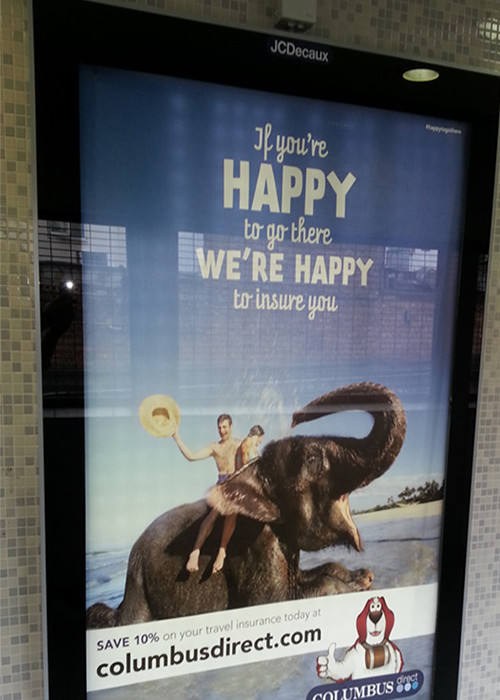 JCDecaux
#happytogothere
If you're
HAPPY
to go there
WE'RE HAPPY
to insure you
SAVE 10% on your travel insurance today at
columbusdirect.com
COLUMBUS direct